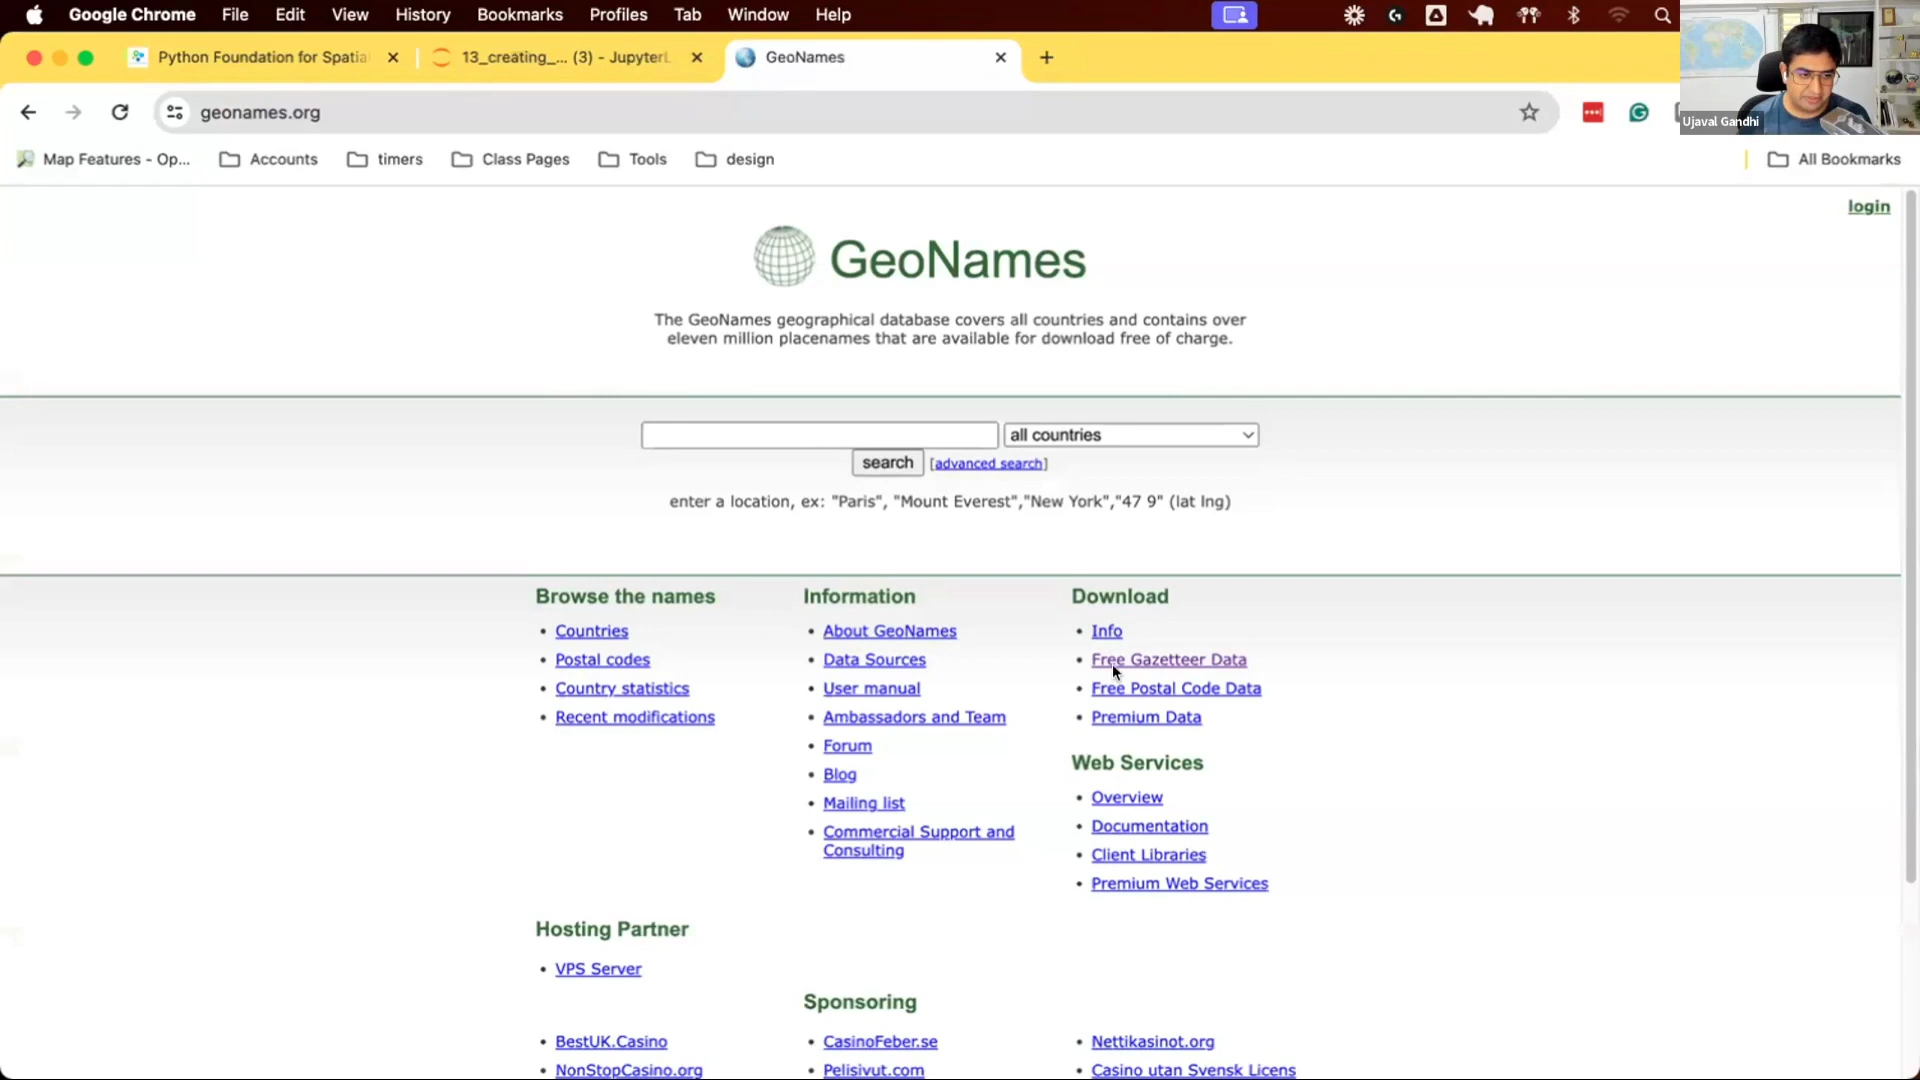 Google Chrome File Edit View History Bookmarks Profiles Tab Window Help
Python Foundation for Spatia
13_creating_... (3) - JupyterL
GeoNames
geonames.org
Ujaval Gandhi
Map Features - Op...
Accounts
timers
Class Pages
Tools
design
All Bookmarks
login
GeoNames
The GeoNames geographical database covers all countries and contains over
eleven million placenames that are available for download free of charge.
all countries
search [advanced search]
enter a location, ex: "Paris", "Mount Everest","New York","47 9" (lat lng)
Browse the names
• Countries
• Postal codes
• Country statistics
• Recent modifications
Information
• About GeoNames
• Data Sources
• User manual
• Ambassadors and Team
• Forum
• Blog
• Mailing list
• Commercial Support and
Consulting
Download
• Info
• Free Gazetteer Data
• Free Postal Code Data
• Premium Data
Web Services
• Overview
• Documentation
• Client Libraries
• Premium Web Services
Hosting Partner
• VPS Server
Sponsoring
• BestUK.Casino
• NonStopCasino.org
• CasinoFeber.se
• Pelisivut.com
• Nettikasinot.org
• Casino utan Svensk Licens